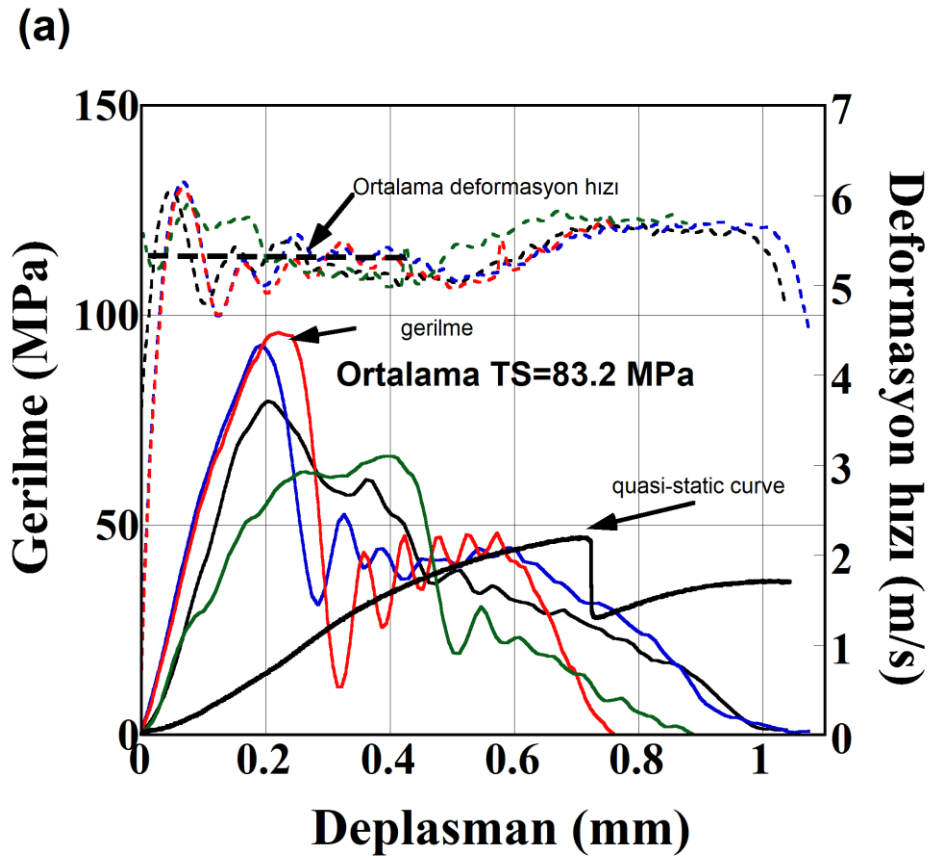 (a)
150
7
6
Ortalama deformasyon hızı
5
100
gerilme
Ortalama TS=83.2 MPa
4
3
quasi-static curve
50
2
1
0
0
0
0.2
0.4
0.6
0.8
1
Gerilme (MPa)
Deformasyon hızı (m/s)
Deplasman (mm)